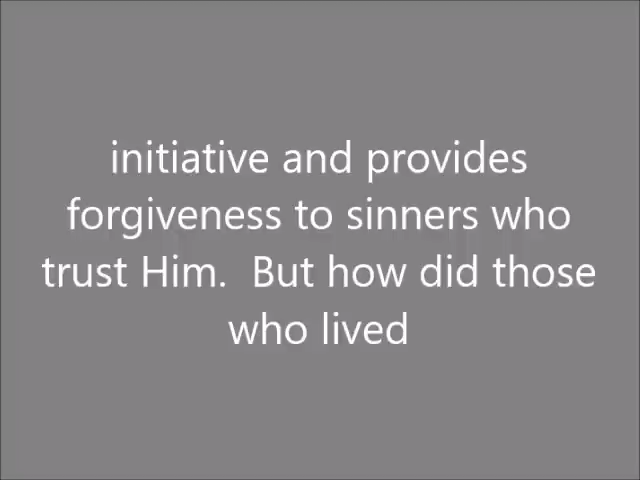 initiative and provides
forgiveness to sinners who
trust Him.  But how did those
who lived